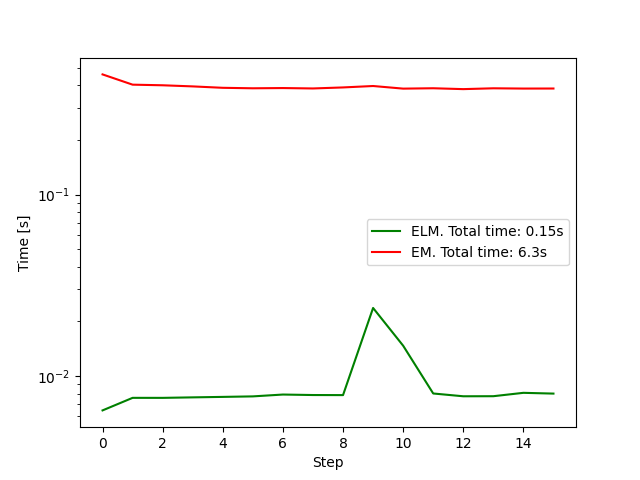 10⁻¹
10⁻²
Time [s]
ELM. Total time: 0.15s
EM. Total time: 6.3s
0 2 4 6 8 10 12 14
Step